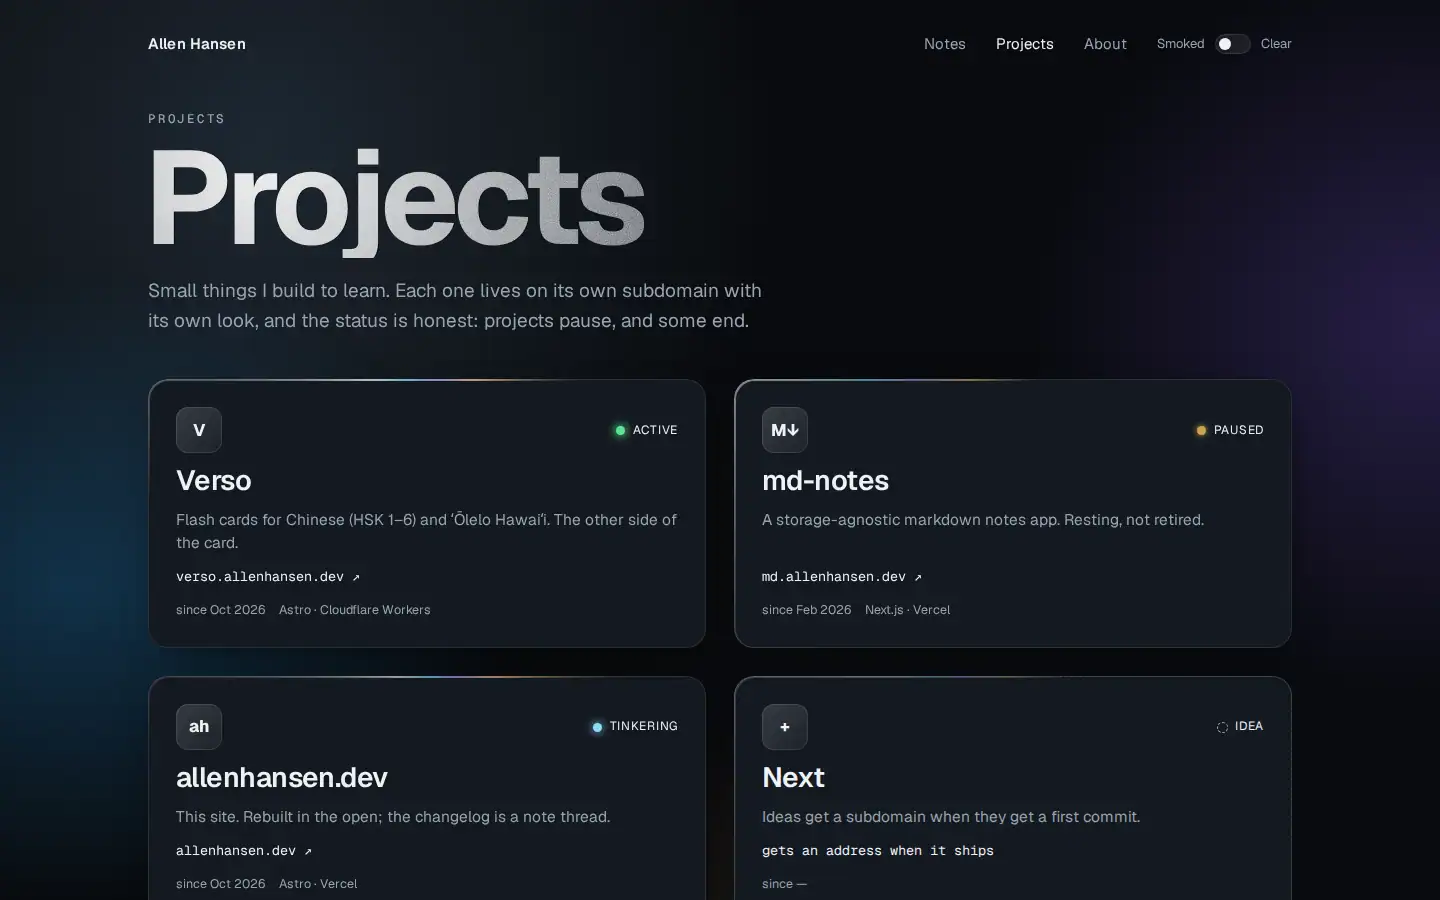 Allen Hansen
Notes Projects About Smoked Clear
PROJECTS
Projects
Small things I build to learn. Each one lives on its own subdomain with
its own look, and the status is honest: projects pause, and some end.
V ACTIVE
Verso
Flash cards for Chinese (HSK 1–6) and ʻŌlelo Hawaiʻi. The other side of
the card.
verso.allenhansen.dev ↗
since Oct 2026 Astro · Cloudflare Workers
M↓ PAUSED
md-notes
A storage-agnostic markdown notes app. Resting, not retired.
md.allenhansen.dev ↗
since Feb 2026 Next.js · Vercel
ah TINKERING
allenhansen.dev
This site. Rebuilt in the open; the changelog is a note thread.
allenhansen.dev ↗
since Oct 2026 Astro · Vercel
+ IDEA
Next
Ideas get a subdomain when they get a first commit.
gets an address when it ships
since —